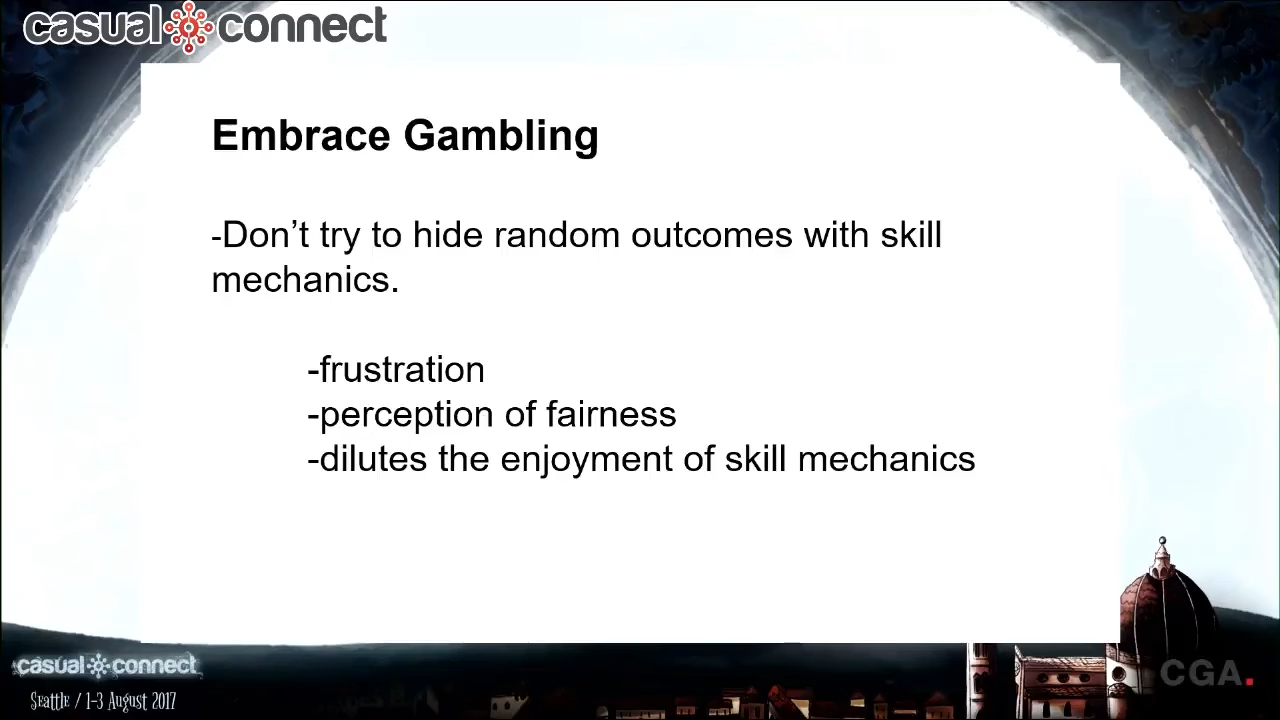 casual connect
Embrace Gambling
-Don’t try to hide random outcomes with skill
mechanics.
-frustration
-perception of fairness
-dilutes the enjoyment of skill mechanics
casual connect
Seattle / 1-3 August 2017
CGA.